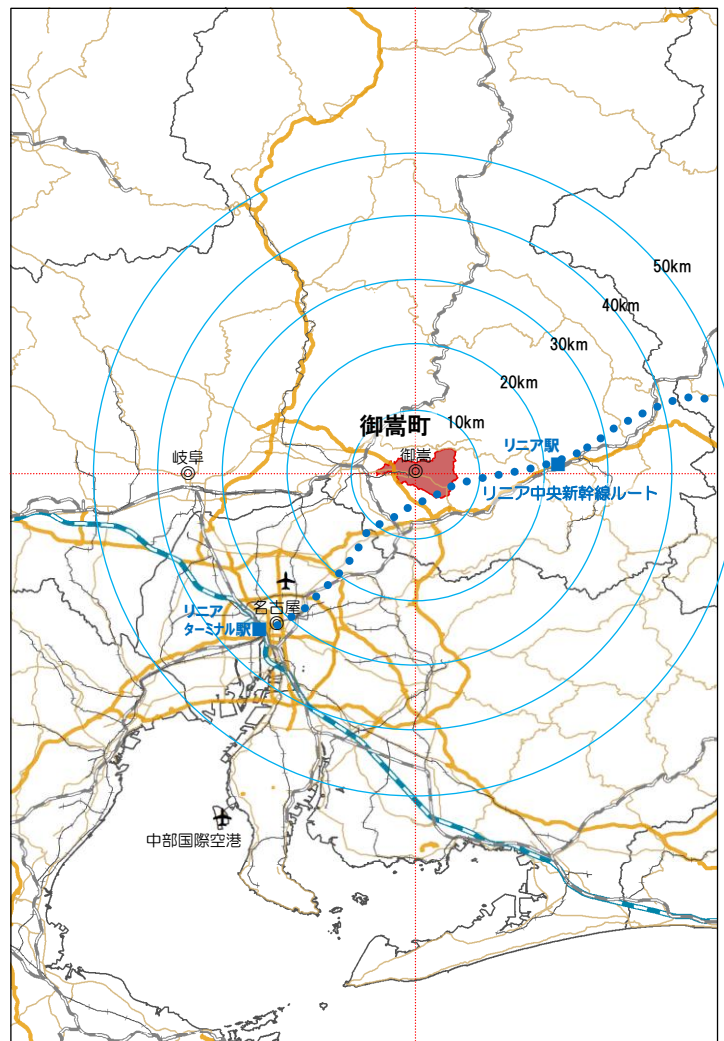 50km
40km
30km
20km
10km
御嵩町
御嵩
リニア駅
岐阜
リニア中央新幹線ルート
名古屋
リニア
ターミナル駅
中部国際空港